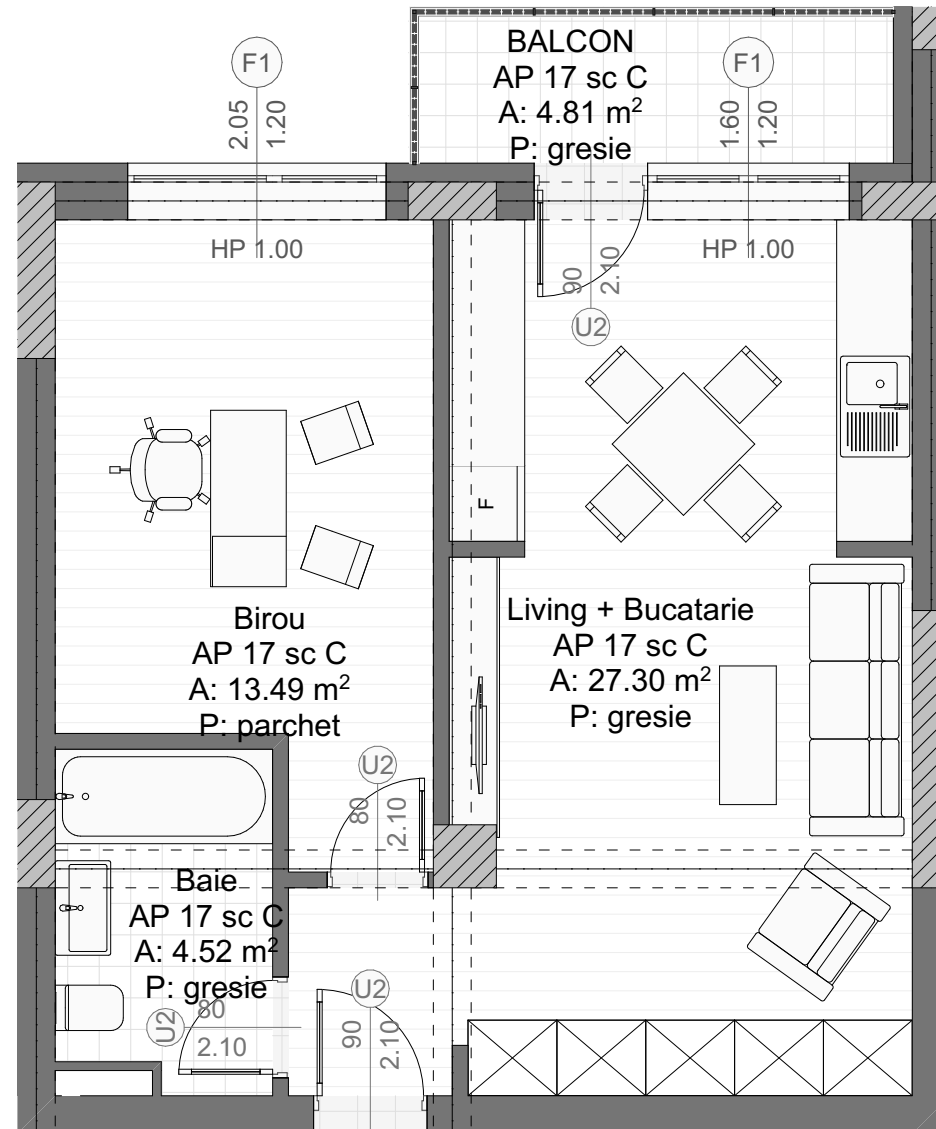 BALCON
AP 17 sc C
A: 4.81 m²
P: gresie
F1
2.05
1.20
HP 1.00
F1
1.60
1.20
HP 1.00
90
2.10
U2
F
Birou
AP 17 sc C
A: 13.49 m²
P: parchet
Living + Bucatarie
AP 17 sc C
A: 27.30 m²
P: gresie
U2
80
2.10
Baie
AP 17 sc C
A: 4.52 m²
P: gresie
U2
80
2.10
U2
90
2.10